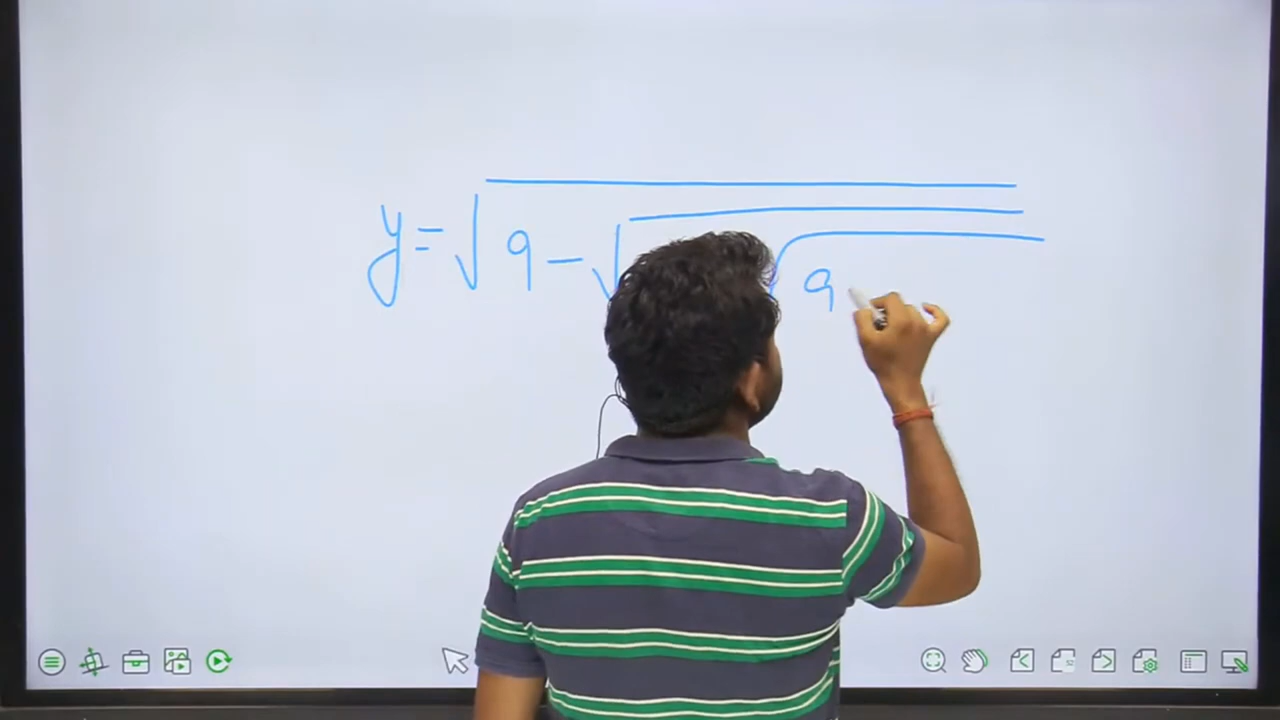 y = √9 - √ √9